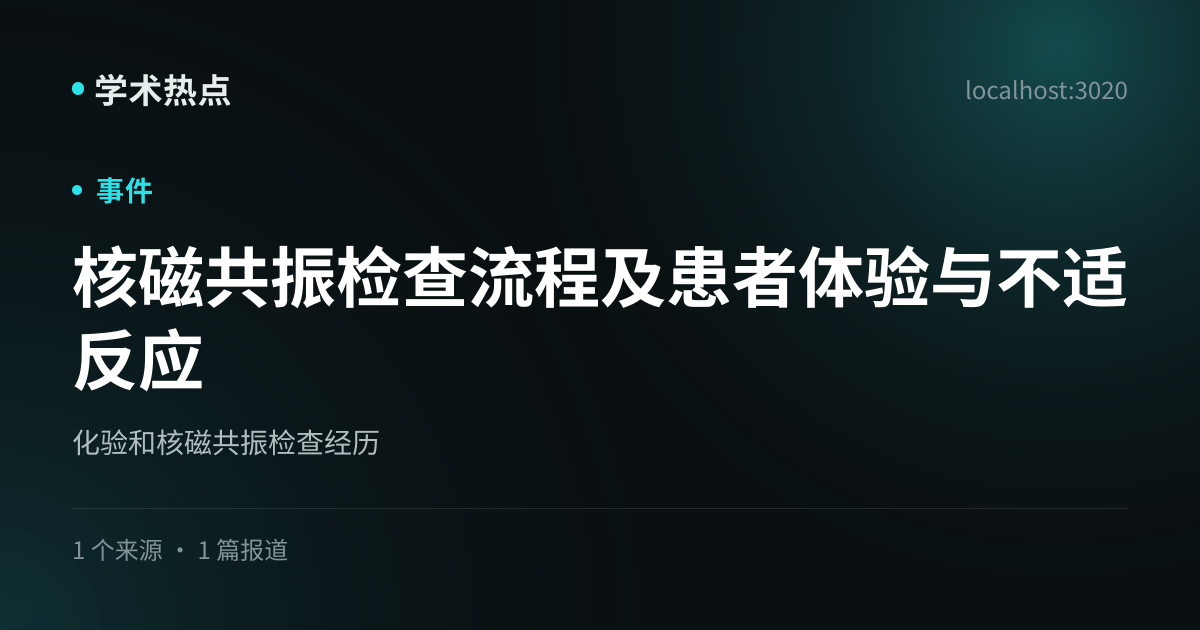 学术热点
localhost:3020
事件
核磁共振检查流程及患者体验与不适
反应
化验和核磁共振检查经历
1 个来源 · 1 篇报道